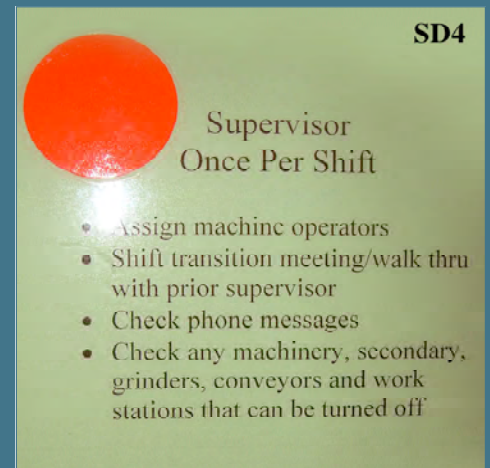 SD4
Supervisor
Once Per Shift
• Assign machine operators
• Shift transition meeting/walk thru
with prior supervisor
• Check phone messages
• Check any machinery, secondary,
grinders, conveyors and work
stations that can be turned off